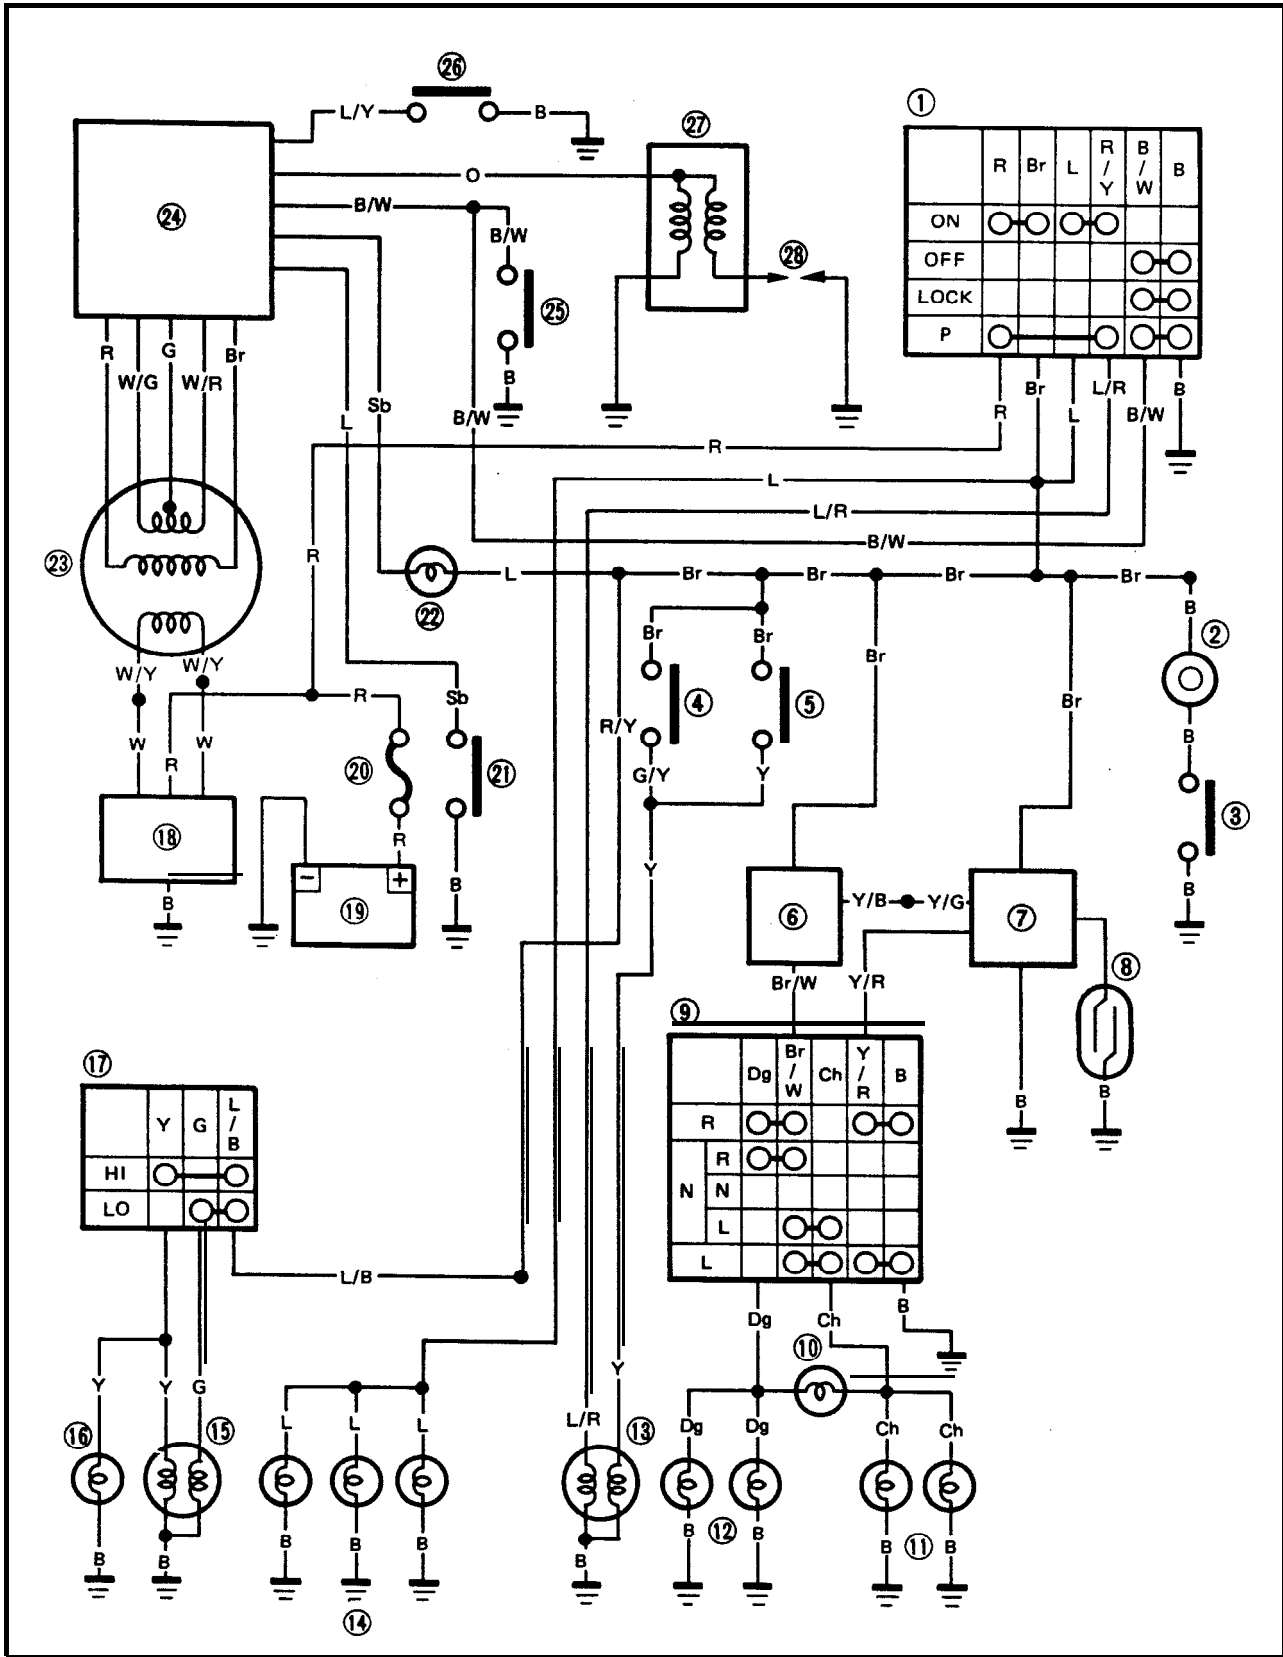 26
L/Y
B
1
27
R Br L R/Y B/W B
O
24
B/W
ON
B/W
28
OFF
25
LOCK
P
R G Br
W/G W/R
B
Br L/R B
Sb
R L B/W
L
B/W
R
L
L/R
B/W
R
23
L Br Br Br Br
22
B
Br Br
2
Br
W/Y W/Y
R Sb
4 5
Br
R/Y
W R W
20
21
G/Y Y
B
3
18
R
Y
B
− +
B
B
19
6
Y/B Y/G
7
Br/W Y/R
8
9
17
Dg Br/W Ch Y/R B
B
B
Y G L/B
R
HI
N R
N
LO
L
L
L/B
Dg Ch B
10
Y Y G
Y
L L L
L/R
13
Dg Dg
Ch Ch
16
15
B B B
B
12
B
B
11
B
B
B
B
14